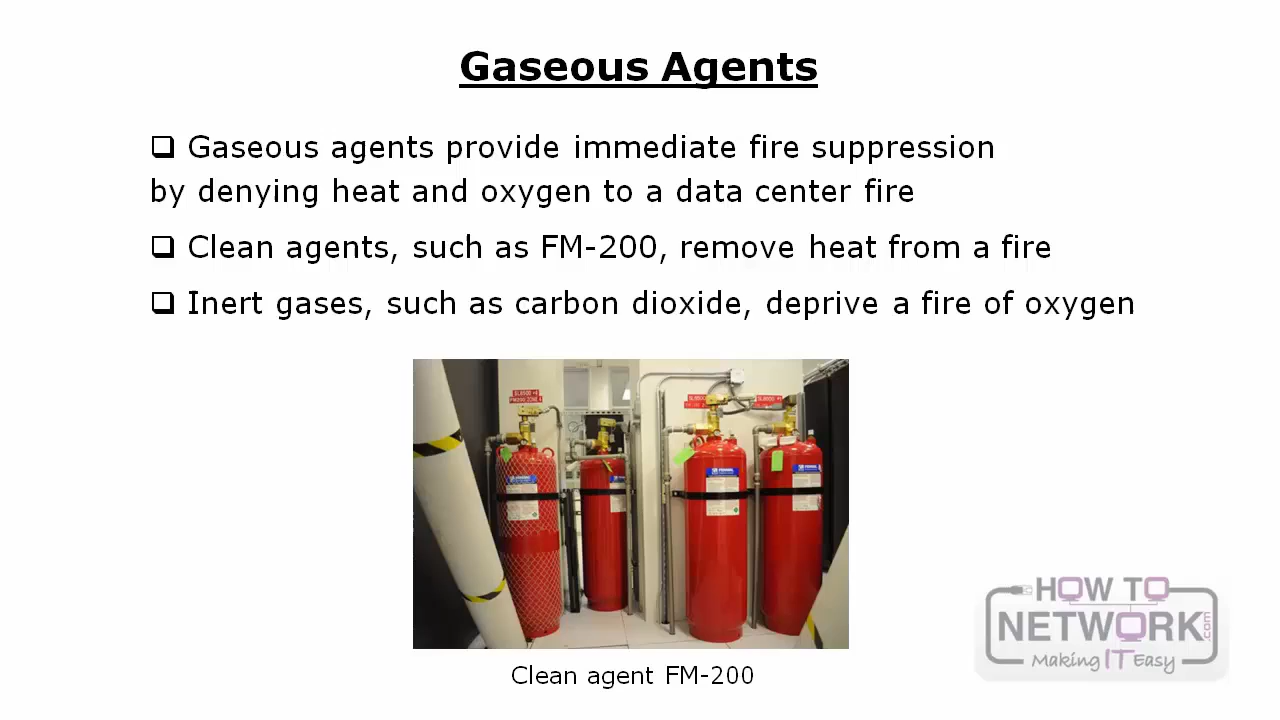 Gaseous Agents
❑ Gaseous agents provide immediate fire suppression
by denying heat and oxygen to a data center fire
❑ Clean agents, such as FM-200, remove heat from a fire
❑ Inert gases, such as carbon dioxide, deprive a fire of oxygen
Clean agent FM-200
HOW TO
NETWORK.com
Making IT Easy